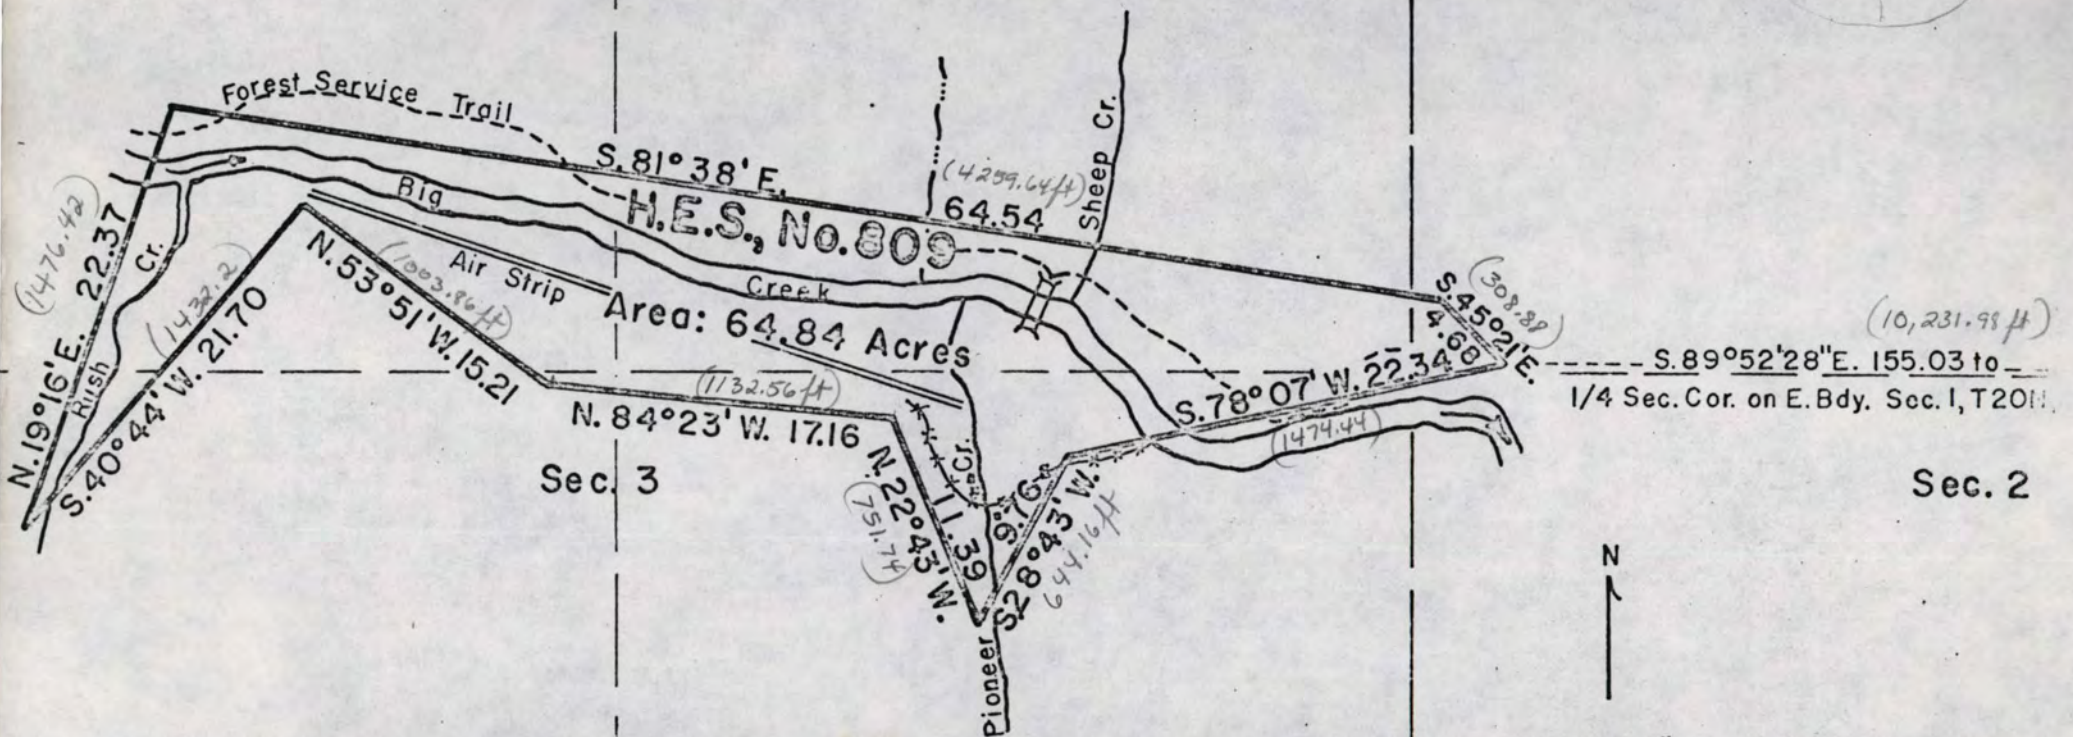 Forest Service Trail
S. 81°38' E.
(4259.64 ft)
64.54
Sheep Cr.
Big
H.E.S., No. 809
Creek
Air Strip
Area: 64.84 Acres
(1476.42)
N. 19°16' E. 22.37
Rush Cr.
(1432.2)
S. 40°44' W. 21.70
(1003.86 ft)
N. 53°51' W. 15.21
(1132.56 ft)
N. 84°23' W. 17.16
S. 45°21' E.
4.68
(308.88)
(10,231.98 ft)
S. 89°52'28" E. 155.03 to
1/4 Sec. Cor. on E. Bdy. Sec. 1, T20N.
S. 78°07' W. 22.34
(1474.44)
Sec. 3
Sec. 2
N. 22°43' W.
11.39
(751.74)
9.76
S. 28°43' W.
644.16 ft
Pioneer Cr.
N